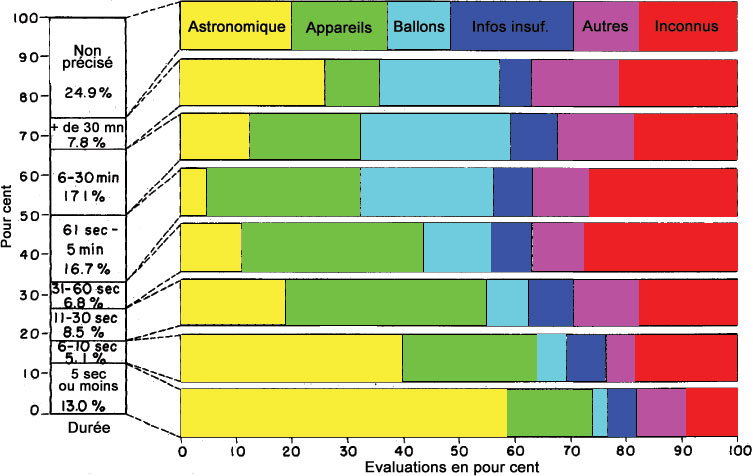 100
90
80
70
60
50
40
30
20
10
0
Pour cent
Non
précisé
24.9 %
+ de 30 mn
7.8 %
6-30 min
17.1 %
61 sec -
5 min
16.7 %
31-60 sec
6.8 %
11-30 sec
8.5 %
6-10 sec
5.1 %
5 sec
ou moins
13.0 %
Durée
Astronomique Appareils Ballons Infos insuf. Autres Inconnus
0 10 20 30 40 50 60 70 80 90 100
Evaluations en pour cent